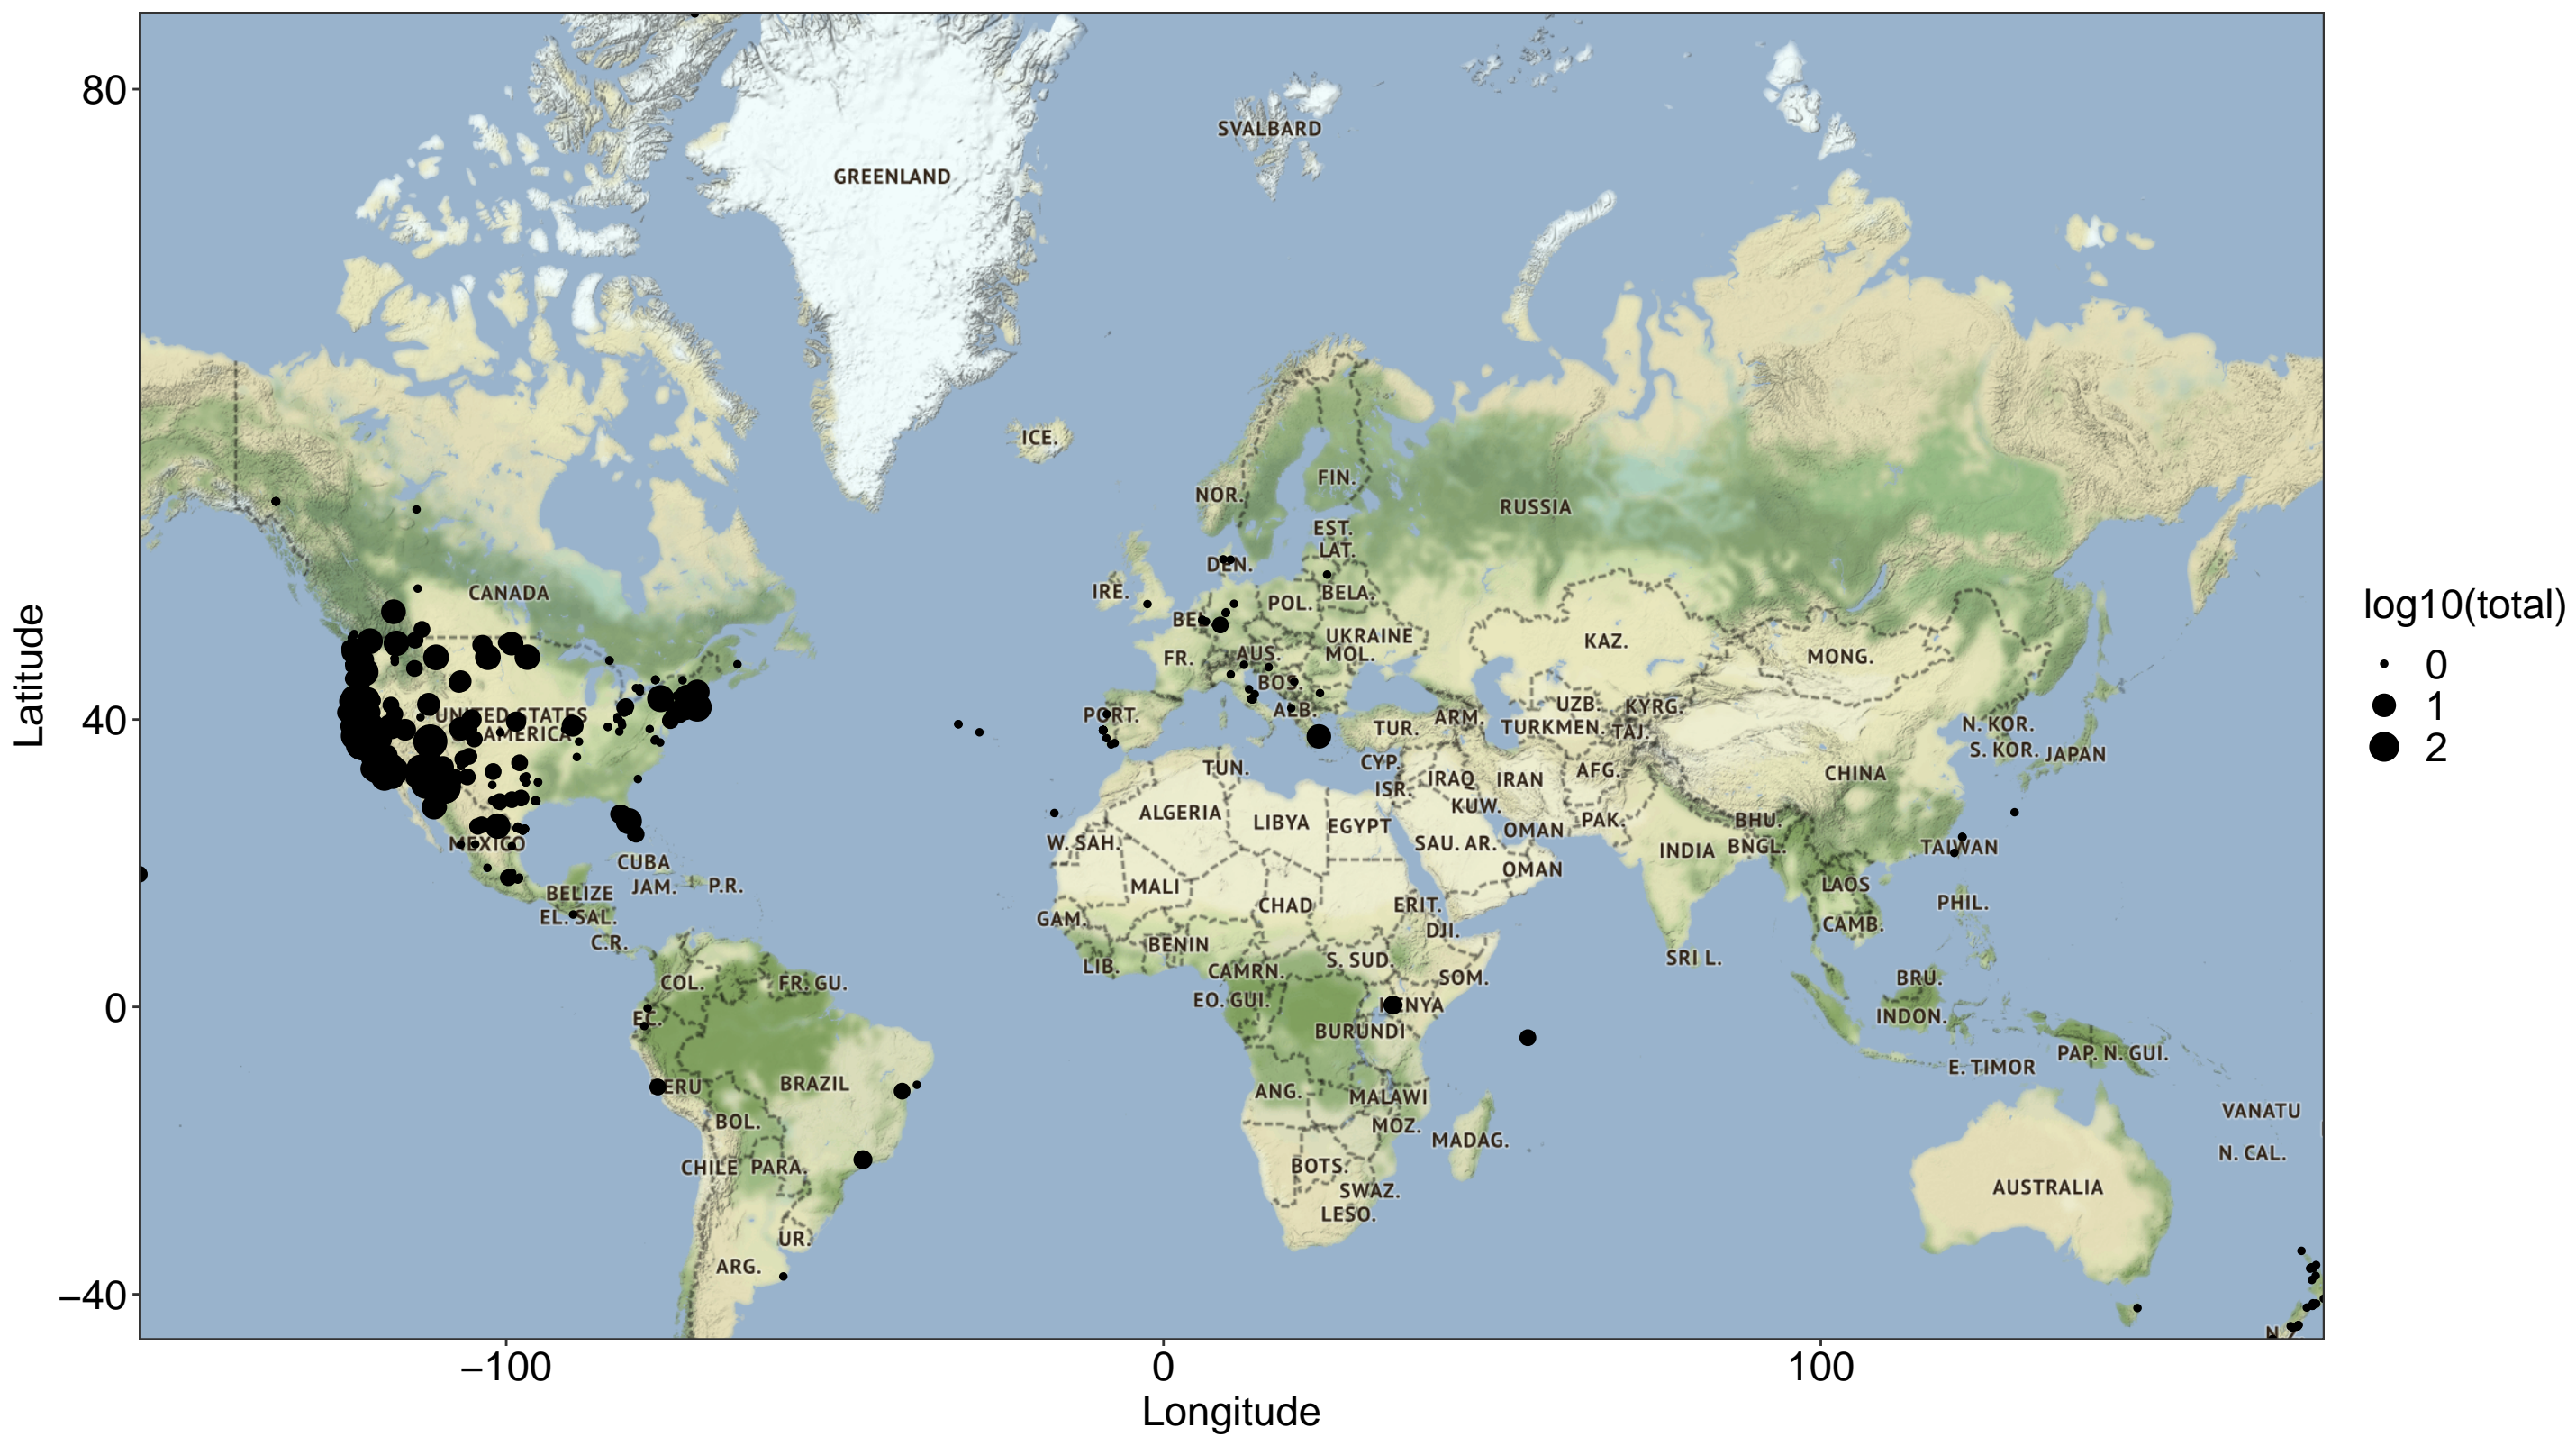 80
40
0
−40
Latitude
−100
0
100
Longitude
log10(total)
0
1
2
SVALBARD
GREENLAND
ICE.
NOR.
FIN.
RUSSIA
EST.
LAT.
DEN.
IRE.
BELA.
POL.
UKRAINE
MOL.
FR.
AUS.
BOS.
PORT.
ALB.
TUR.
ARM.
KAZ.
MONG.
UZB.
KYRG.
TURKMEN.
TAJ.
N. KOR.
S. KOR.
JAPAN
CHINA
CANADA
UNITED STATES
AMERICA
MEXICO
CUBA
JAM.
P.R.
BELIZE
EL. SAL.
C.R.
TUN.
CYP.
ISR.
IRAQ
IRAN
AFG.
KUW.
PAK.
ALGERIA
LIBYA
EGYPT
OMAN
BHU.
W. SAH.
SAU. AR.
INDIA
BNGL.
TAIWAN
OMAN
MALI
CHAD
ERIT.
LAOS
PHIL.
GAM.
DJI.
CAMB.
BENIN
LIB.
CAMRN.
S. SUD.
SOM.
SRI L.
BRU.
COL.
FR. GU.
EQ. GUI.
KENYA
INDON.
EC.
BURUNDI
PAP. N. GUI.
E. TIMOR
PERU
BRAZIL
ANG.
MALAWI
BOL.
MOZ.
MADAG.
VANATU
N. CAL.
CHILE
PARA.
BOTS.
SWAZ.
LESO.
AUSTRALIA
UR.
ARG.